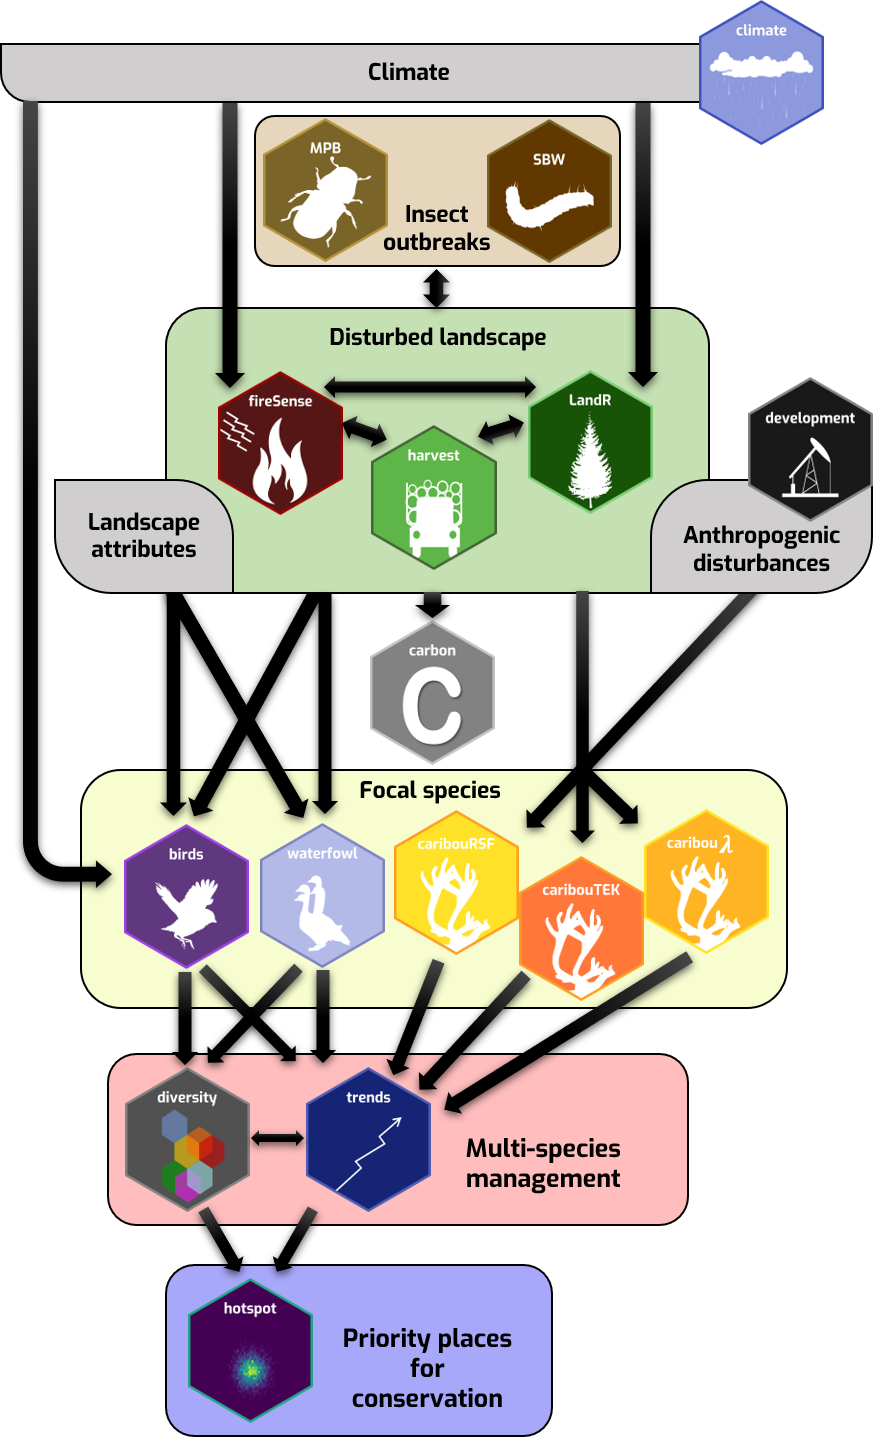 climate
Climate
MPB
SBW
Insect
outbreaks
Disturbed landscape
fireSense
LandR
harvest
development
Landscape
attributes
Anthropogenic
disturbances
carbon
C
Focal species
birds
waterfowl
caribouRSF
caribouTEK
caribou λ
diversity
trends
Multi-species
management
hotspot
Priority places
for
conservation